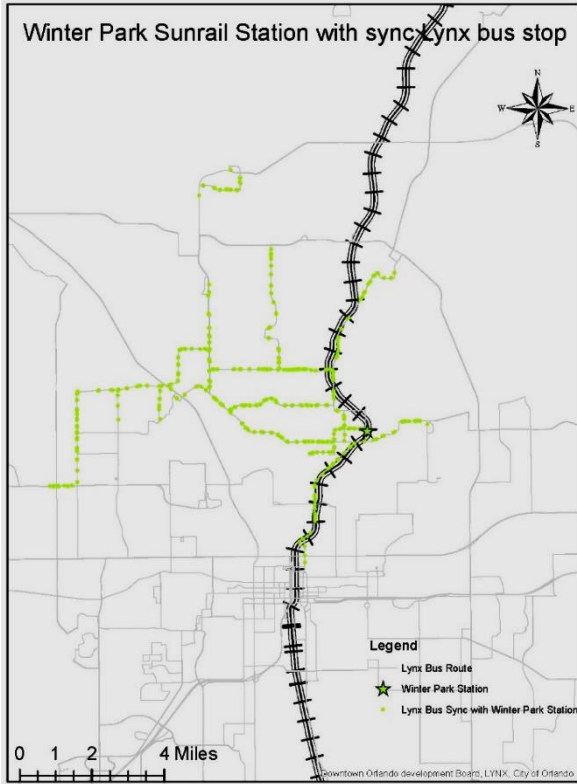 Winter Park Sunrail Station with sync Lynx bus stop
N
W E
S
Legend
Lynx Bus Route
Winter Park Station
Lynx Bus Sync with Winter Park Station
0 1 2 4 Miles
Downtown Orlando development Board, LYNX, City of Orlando